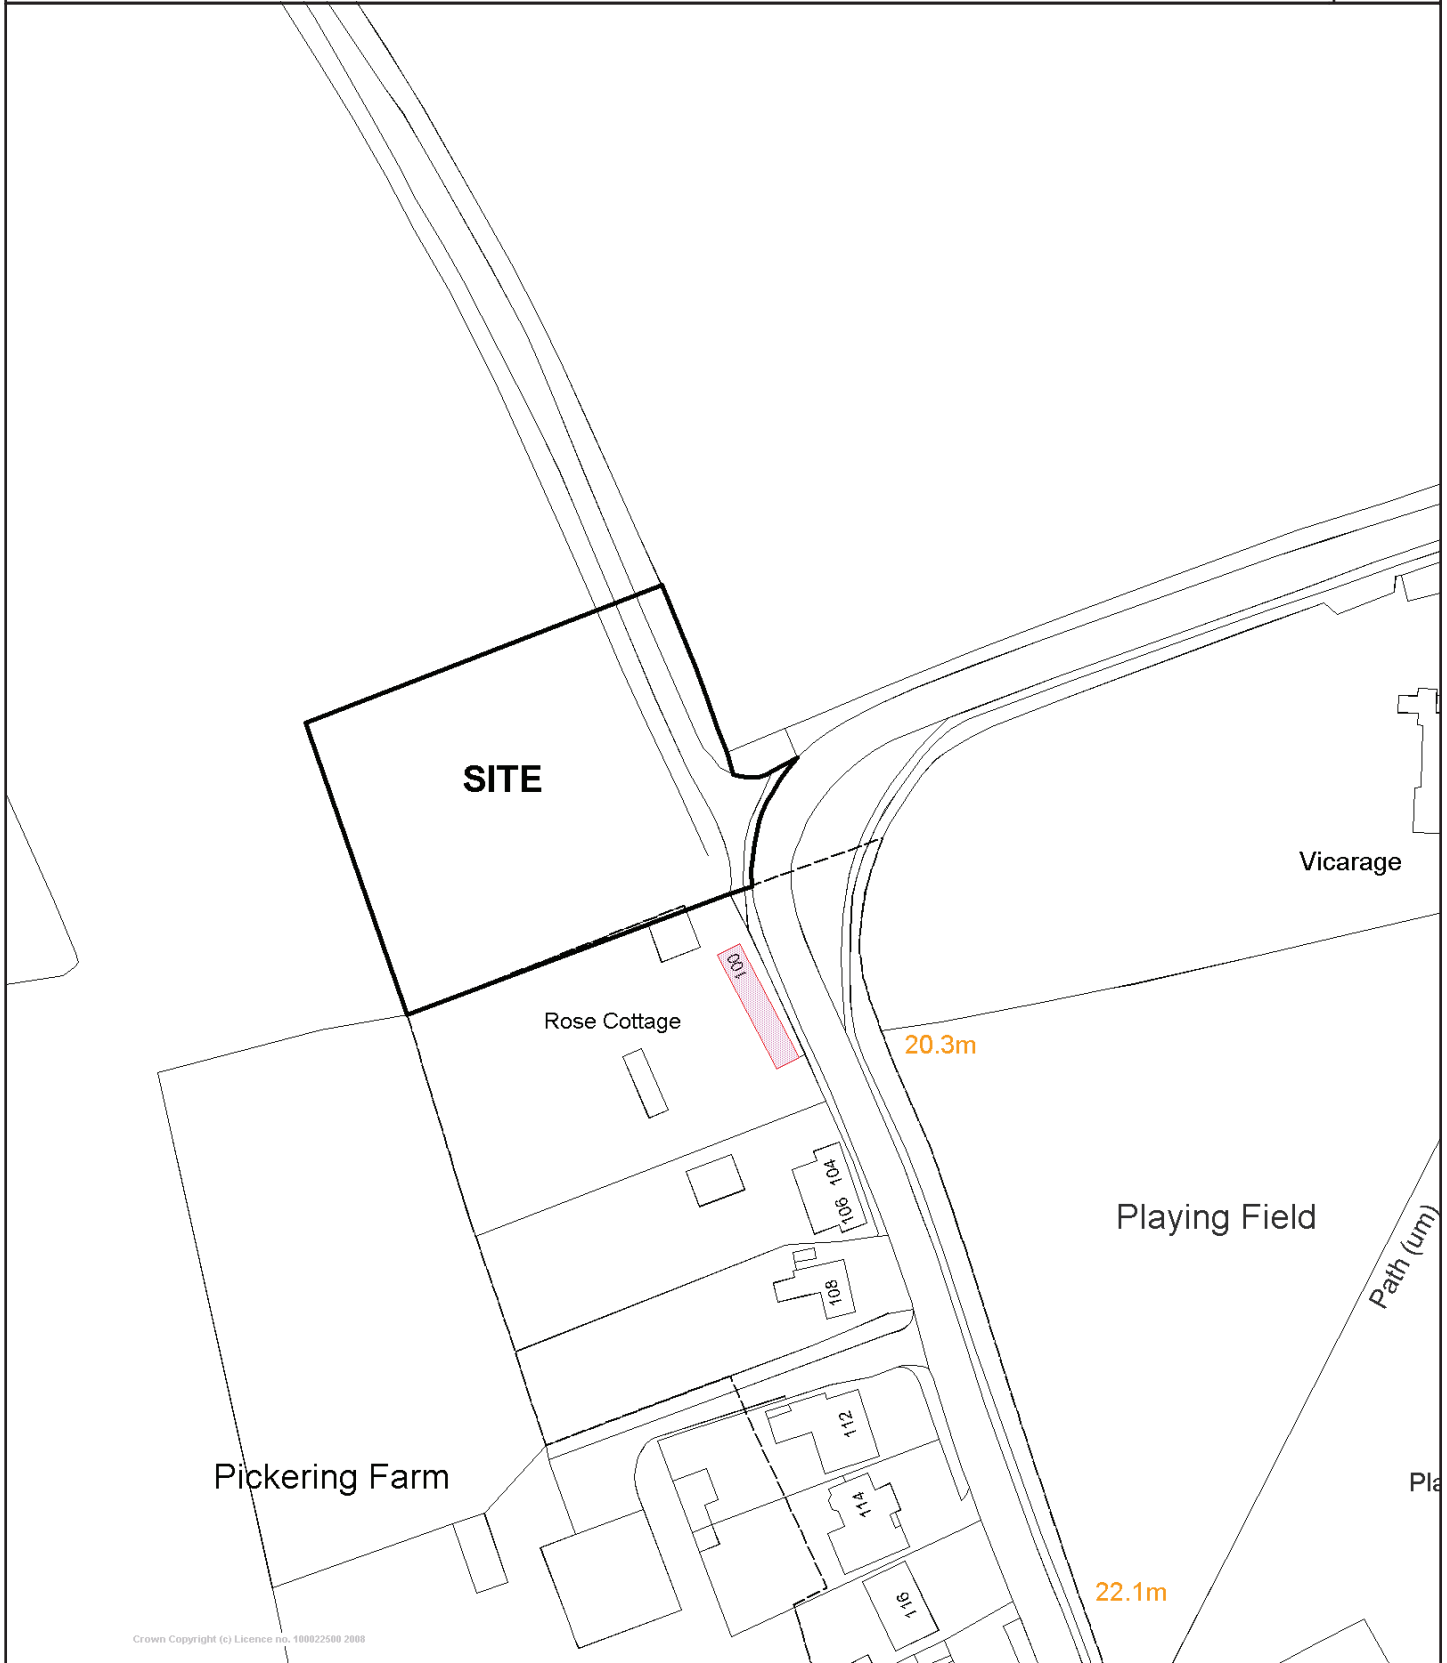 SITE
Vicarage
100
Rose Cottage
20.3m
104
106
Playing Field
Path (um)
108
112
Pickering Farm
Pla
114
22.1m
116
Crown Copyright (c) Licence no. 100022500 2008